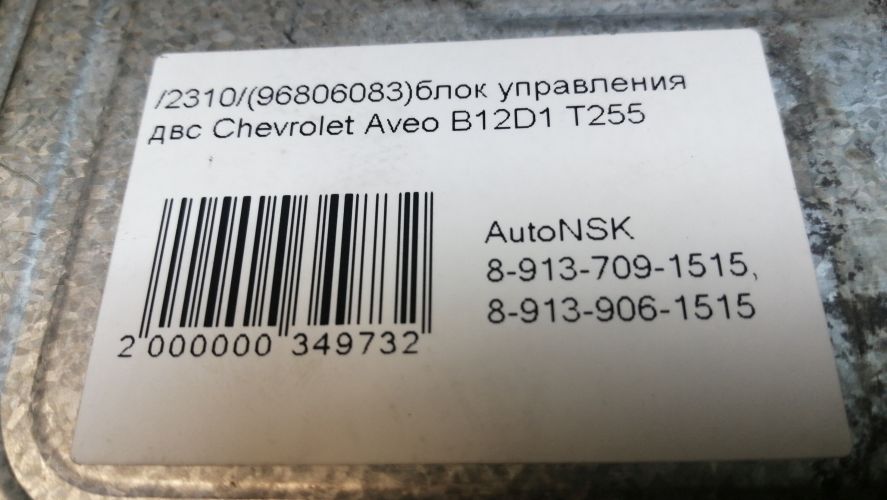 /2310/(96806083)блок управления
двс Chevrolet Aveo B12D1 T255
AutoNSK
8-913-709-1515,
8-913-906-1515
2 000000 349732